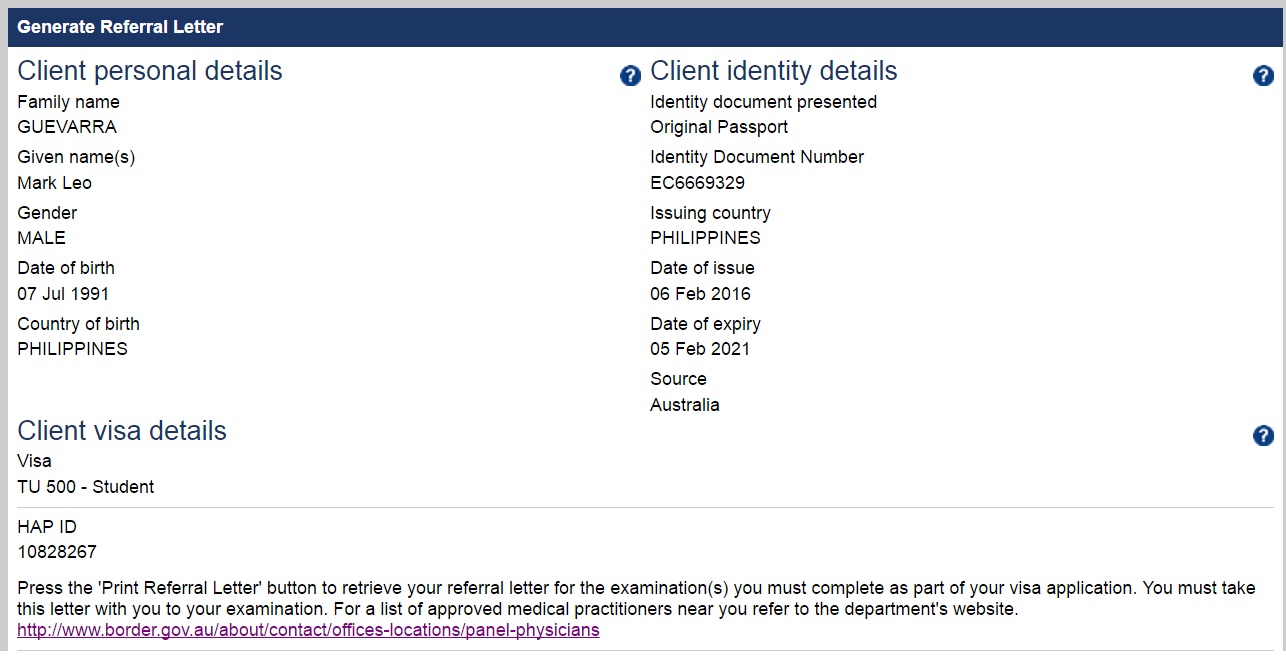 Generate Referral Letter
Client personal details
Family name
GUEVARRA
Given name(s)
Mark Leo
Gender
MALE
Date of birth
07 Jul 1991
Country of birth
PHILIPPINES
Client identity details
Identity document presented
Original Passport
Identity Document Number
EC6669329
Issuing country
PHILIPPINES
Date of issue
06 Feb 2016
Date of expiry
05 Feb 2021
Source
Australia
Client visa details
Visa
TU 500 - Student
HAP ID
10828267
Press the 'Print Referral Letter' button to retrieve your referral letter for the examination(s) you must complete as part of your visa application. You must take
this letter with you to your examination. For a list of approved medical practitioners near you refer to the department's website.
http://www.border.gov.au/about/contact/offices-locations/panel-physicians